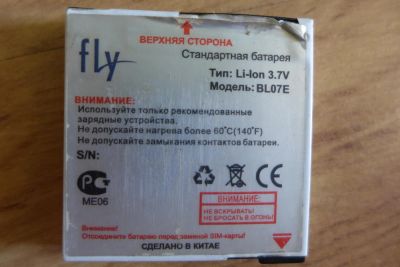 fly
ВЕРХНЯЯ СТОРОНА
Стандартная батарея
Тип: Li-Ion 3.7V
Модель: BL07E
ВНИМАНИЕ:
Используйте только рекомендованные
зарядные устройства.
Не допускайте нагрева более 60°С(140°F)
Не допускайте замыкания контактов батареи.
S/N:
РС
ME06
ВНИМАНИЕ:
НЕ ВСКРЫВАТЬ!
НЕ БРОСАТЬ В ОГОНЬ!
Отсоедините батарею перед заменой SIM-карты!
СДЕЛАНО В КИТАЕ